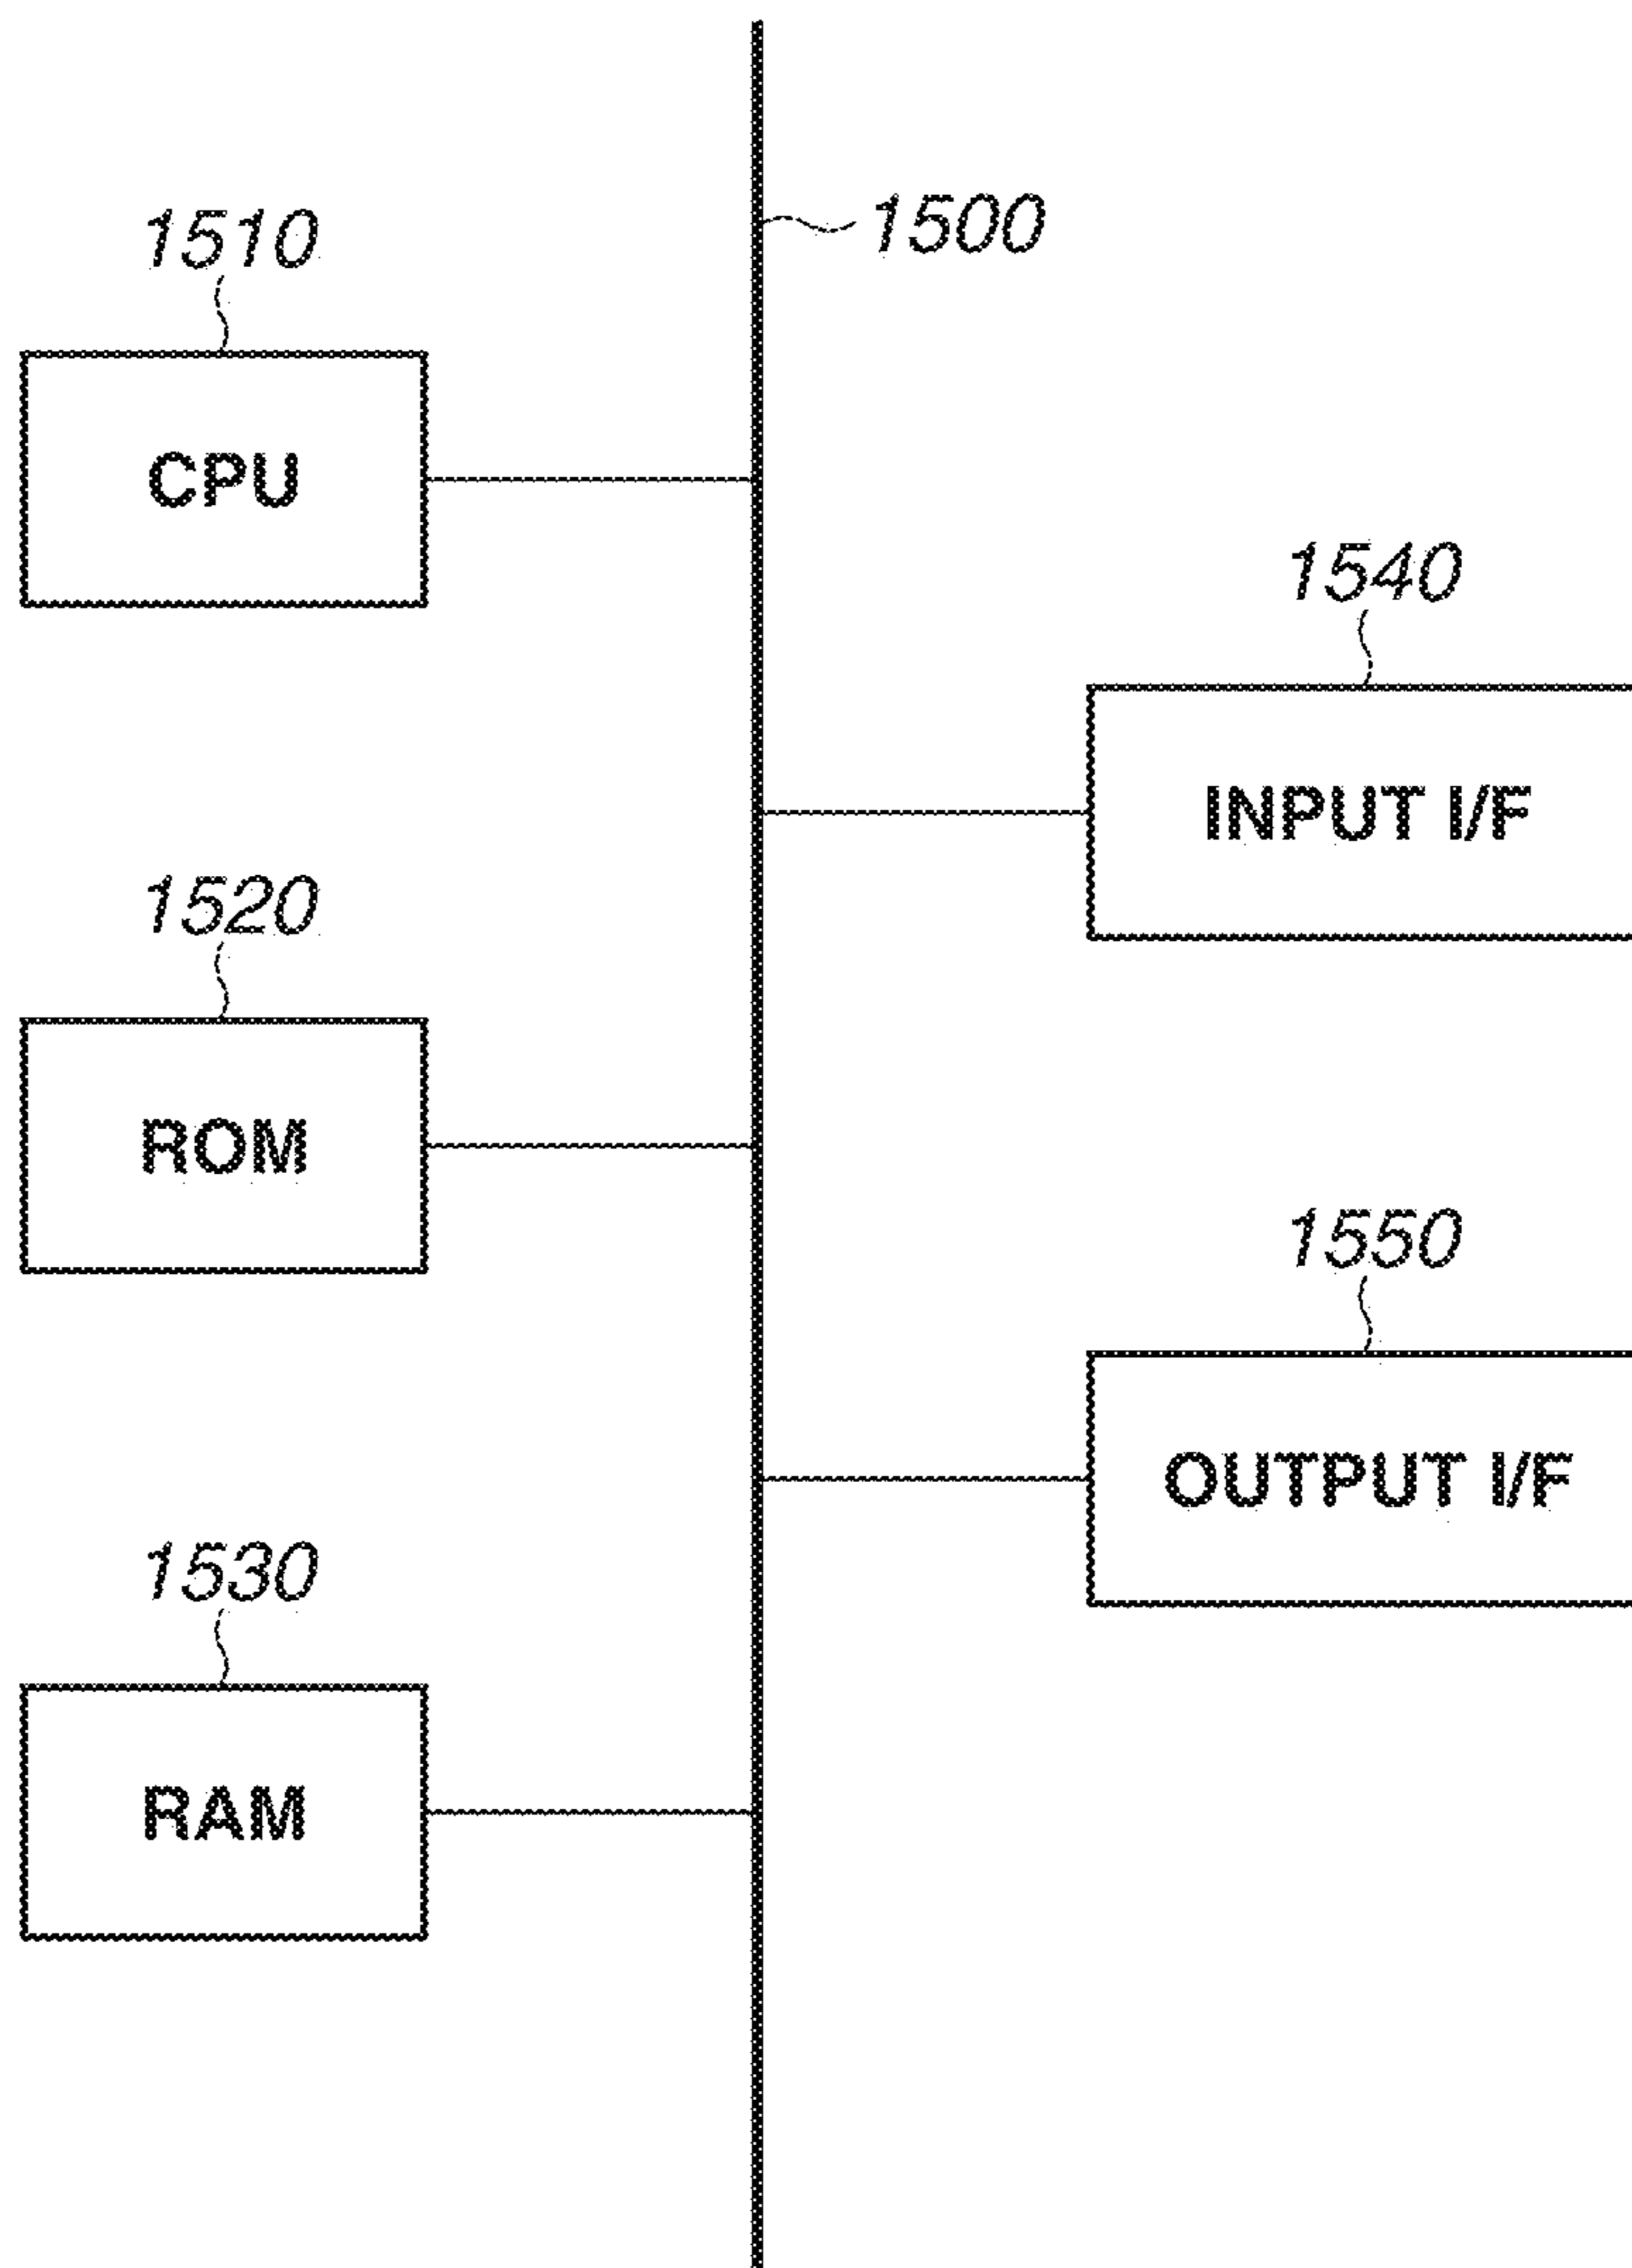 1500
1510
CPU
1540
INPUT I/F
1520
ROM
1550
OUTPUT I/F
1530
RAM